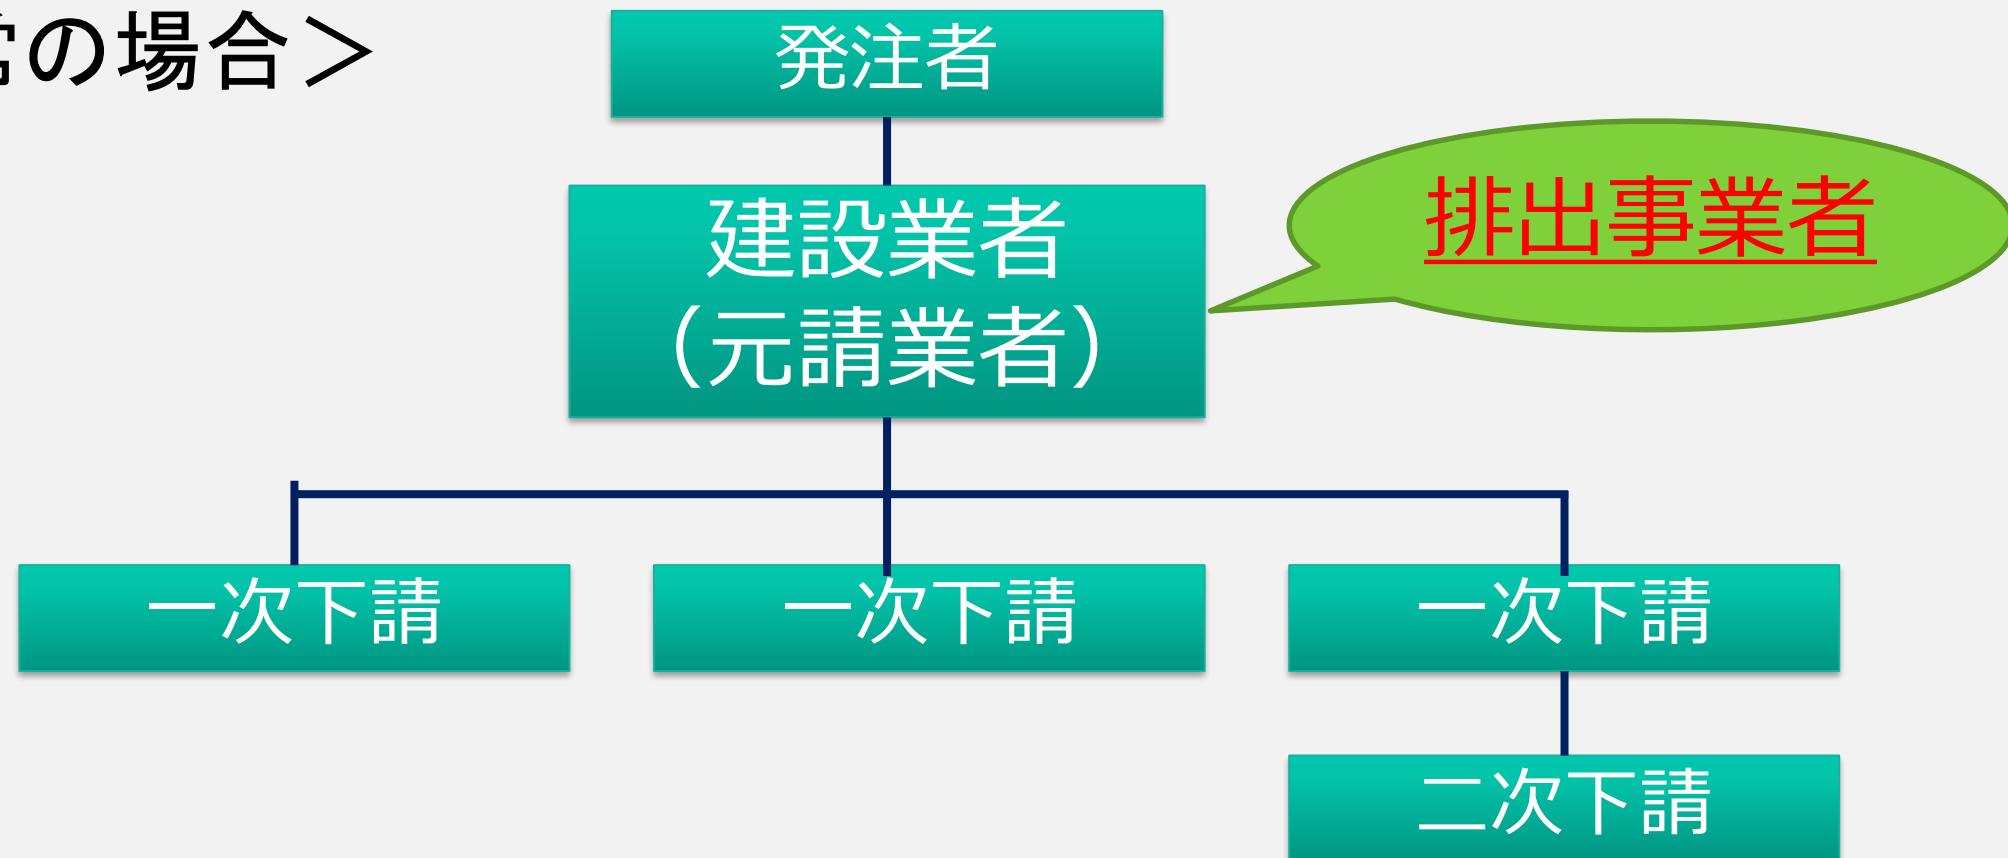 常の場合＞
発注者
排出事業者
建設業者
（元請業者）
一次下請
一次下請
一次下請
二次下請